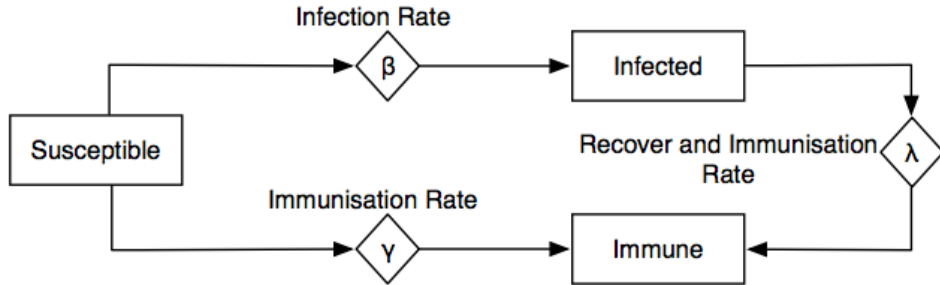 Infection Rate
β
Infected
Susceptible
Recover and Immunisation
Rate
λ
Immunisation Rate
γ
Immune